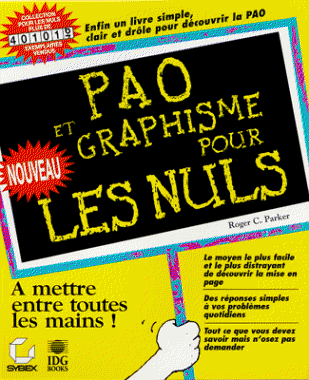 COLLECTION
POUR LES NULS
PLUS DE
EXEMPLAIRES
VENDUS
Enfin un livre simple,
clair et drôle pour découvrir la PAO
PAO
ET GRAPHISME
POUR
LES NULS
NOUVEAU
Roger C. Parker
Le moyen le plus facile
et le plus distrayant
de découvrir la mise en
page
Des réponses simples
à vos problèmes
quotidiens
Tout ce que vous devez
savoir mais n'osez pas
demander
A mettre
entre toutes
les mains !
SYBEX
IDG
BOOKS